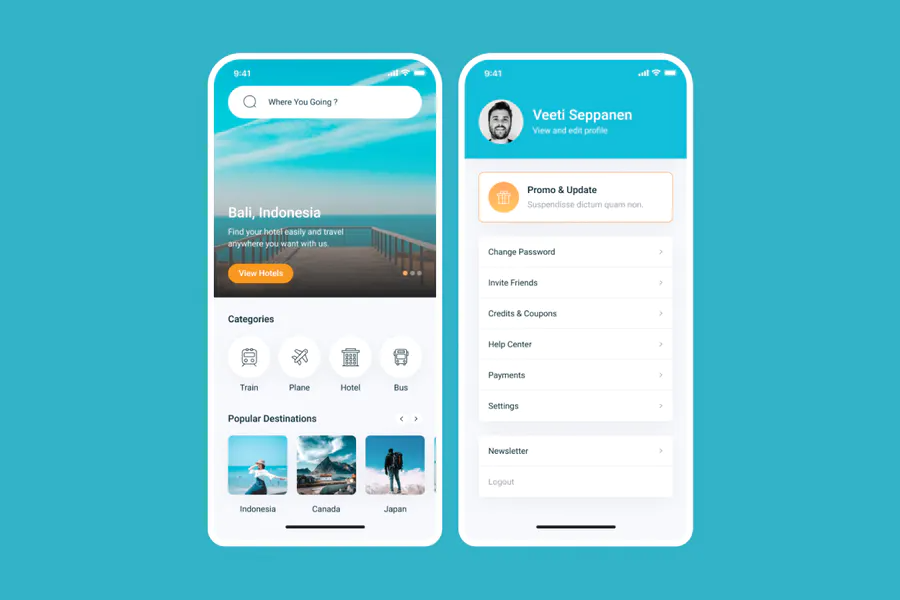 9:41
Where You Going ?
Bali, Indonesia
Find your hotel easily and travel
anywhere you want with us.
View Hotels
Categories
Train
Plane
Hotel
Bus
Popular Destinations
Indonesia
Canada
Japan
9:41
Veeti Seppanen
View and edit profile
Promo & Update
Suspendisse dictum quam non.
Change Password
Invite Friends
Credits & Coupons
Help Center
Payments
Settings
Newsletter
Logout